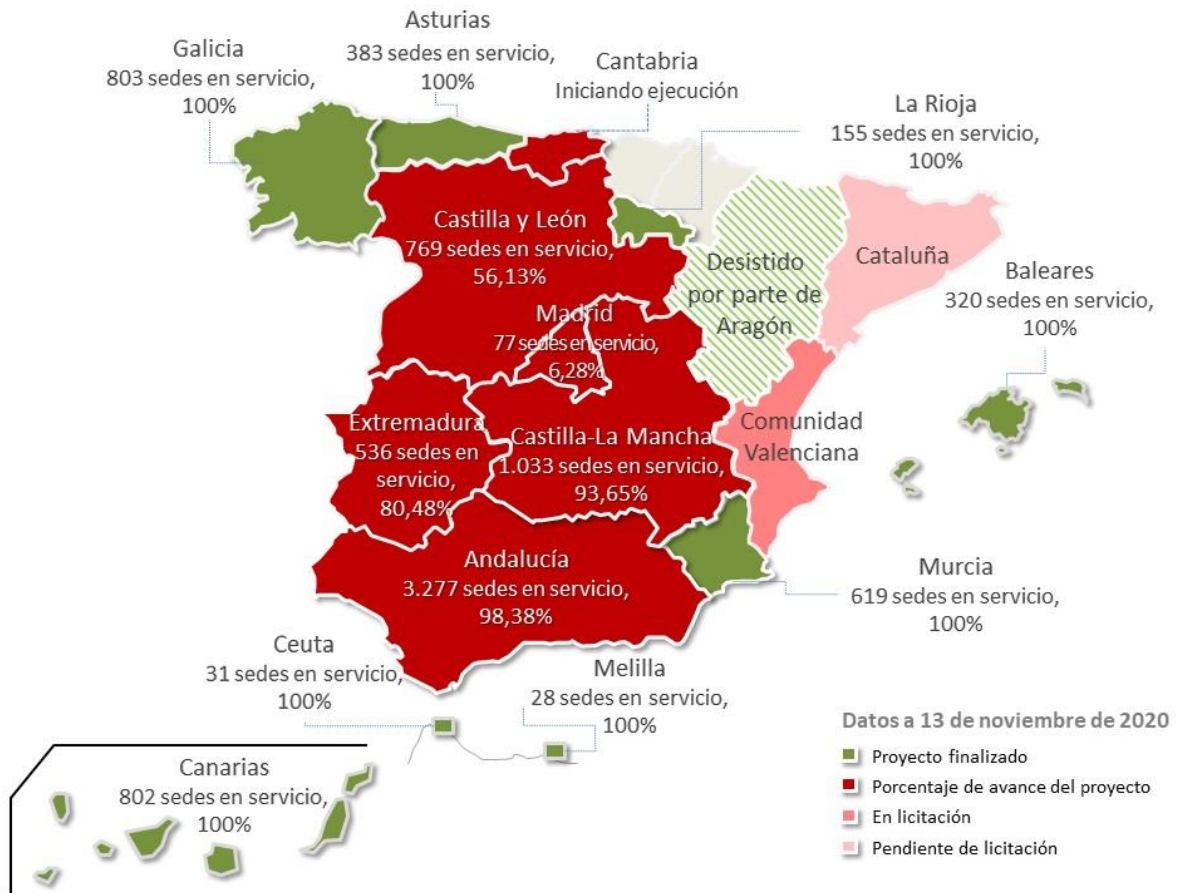 Asturias
383 sedes en servicio,
100%
Galicia
803 sedes en servicio,
100%
Cantabria
Iniciando ejecución
La Rioja
155 sedes en servicio,
100%
Castilla y León
769 sedes en servicio,
56,13%
Desistido
por parte de
Aragón
Cataluña
Baleares
320 sedes en servicio,
100%
Madrid
77 sedes en servicio,
6,28%
Extremadura
536 sedes en
servicio,
80,48%
Castilla-La Mancha
1.033 sedes en servicio,
93,65%
Comunidad
Valenciana
Andalucía
3.277 sedes en servicio,
98,38%
Murcia
619 sedes en servicio,
100%
Ceuta
31 sedes en servicio,
100%
Melilla
28 sedes en servicio,
100%
Canarias
802 sedes en servicio,
100%
Datos a 13 de noviembre de 2020
Proyecto finalizado
Porcentaje de avance del proyecto
En licitación
Pendiente de licitación